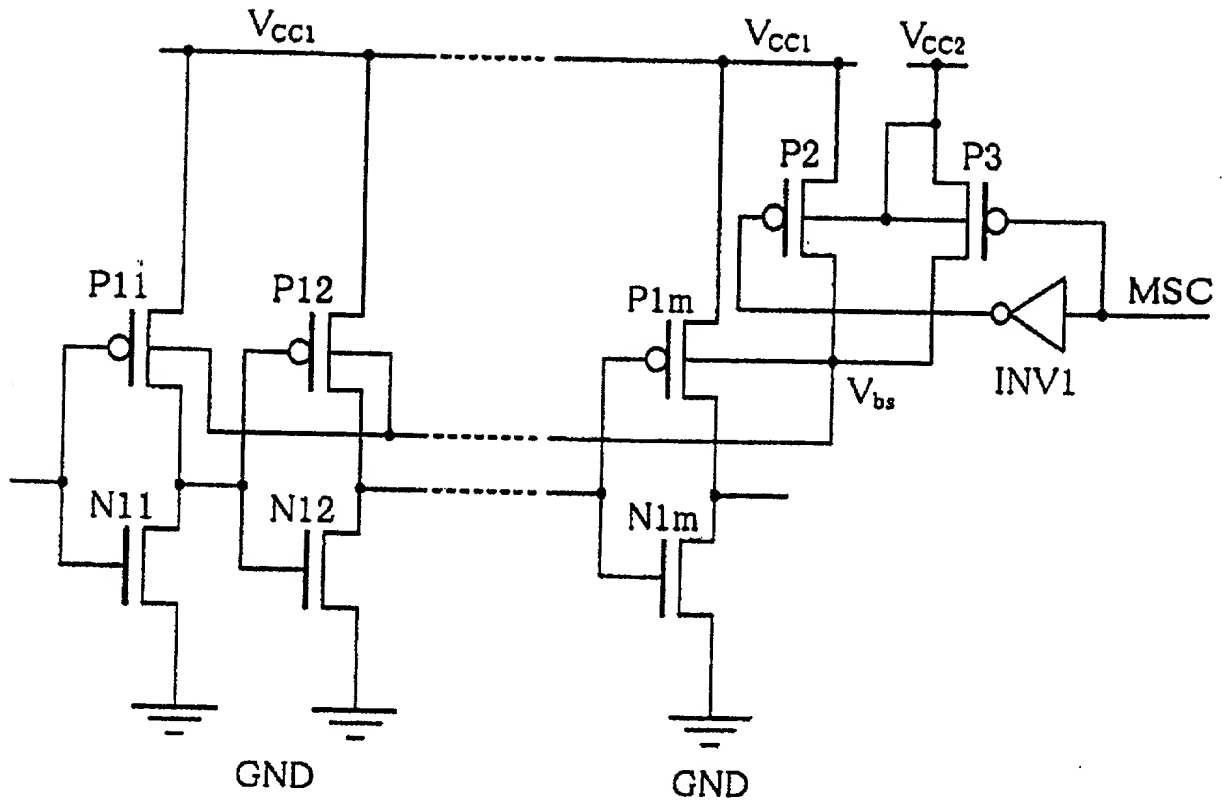 VCC1
VCC1
VCC2
P2
P3
P11
P12
P1m
MSC
INV1
Vbs
N11
N12
N1m
GND
GND